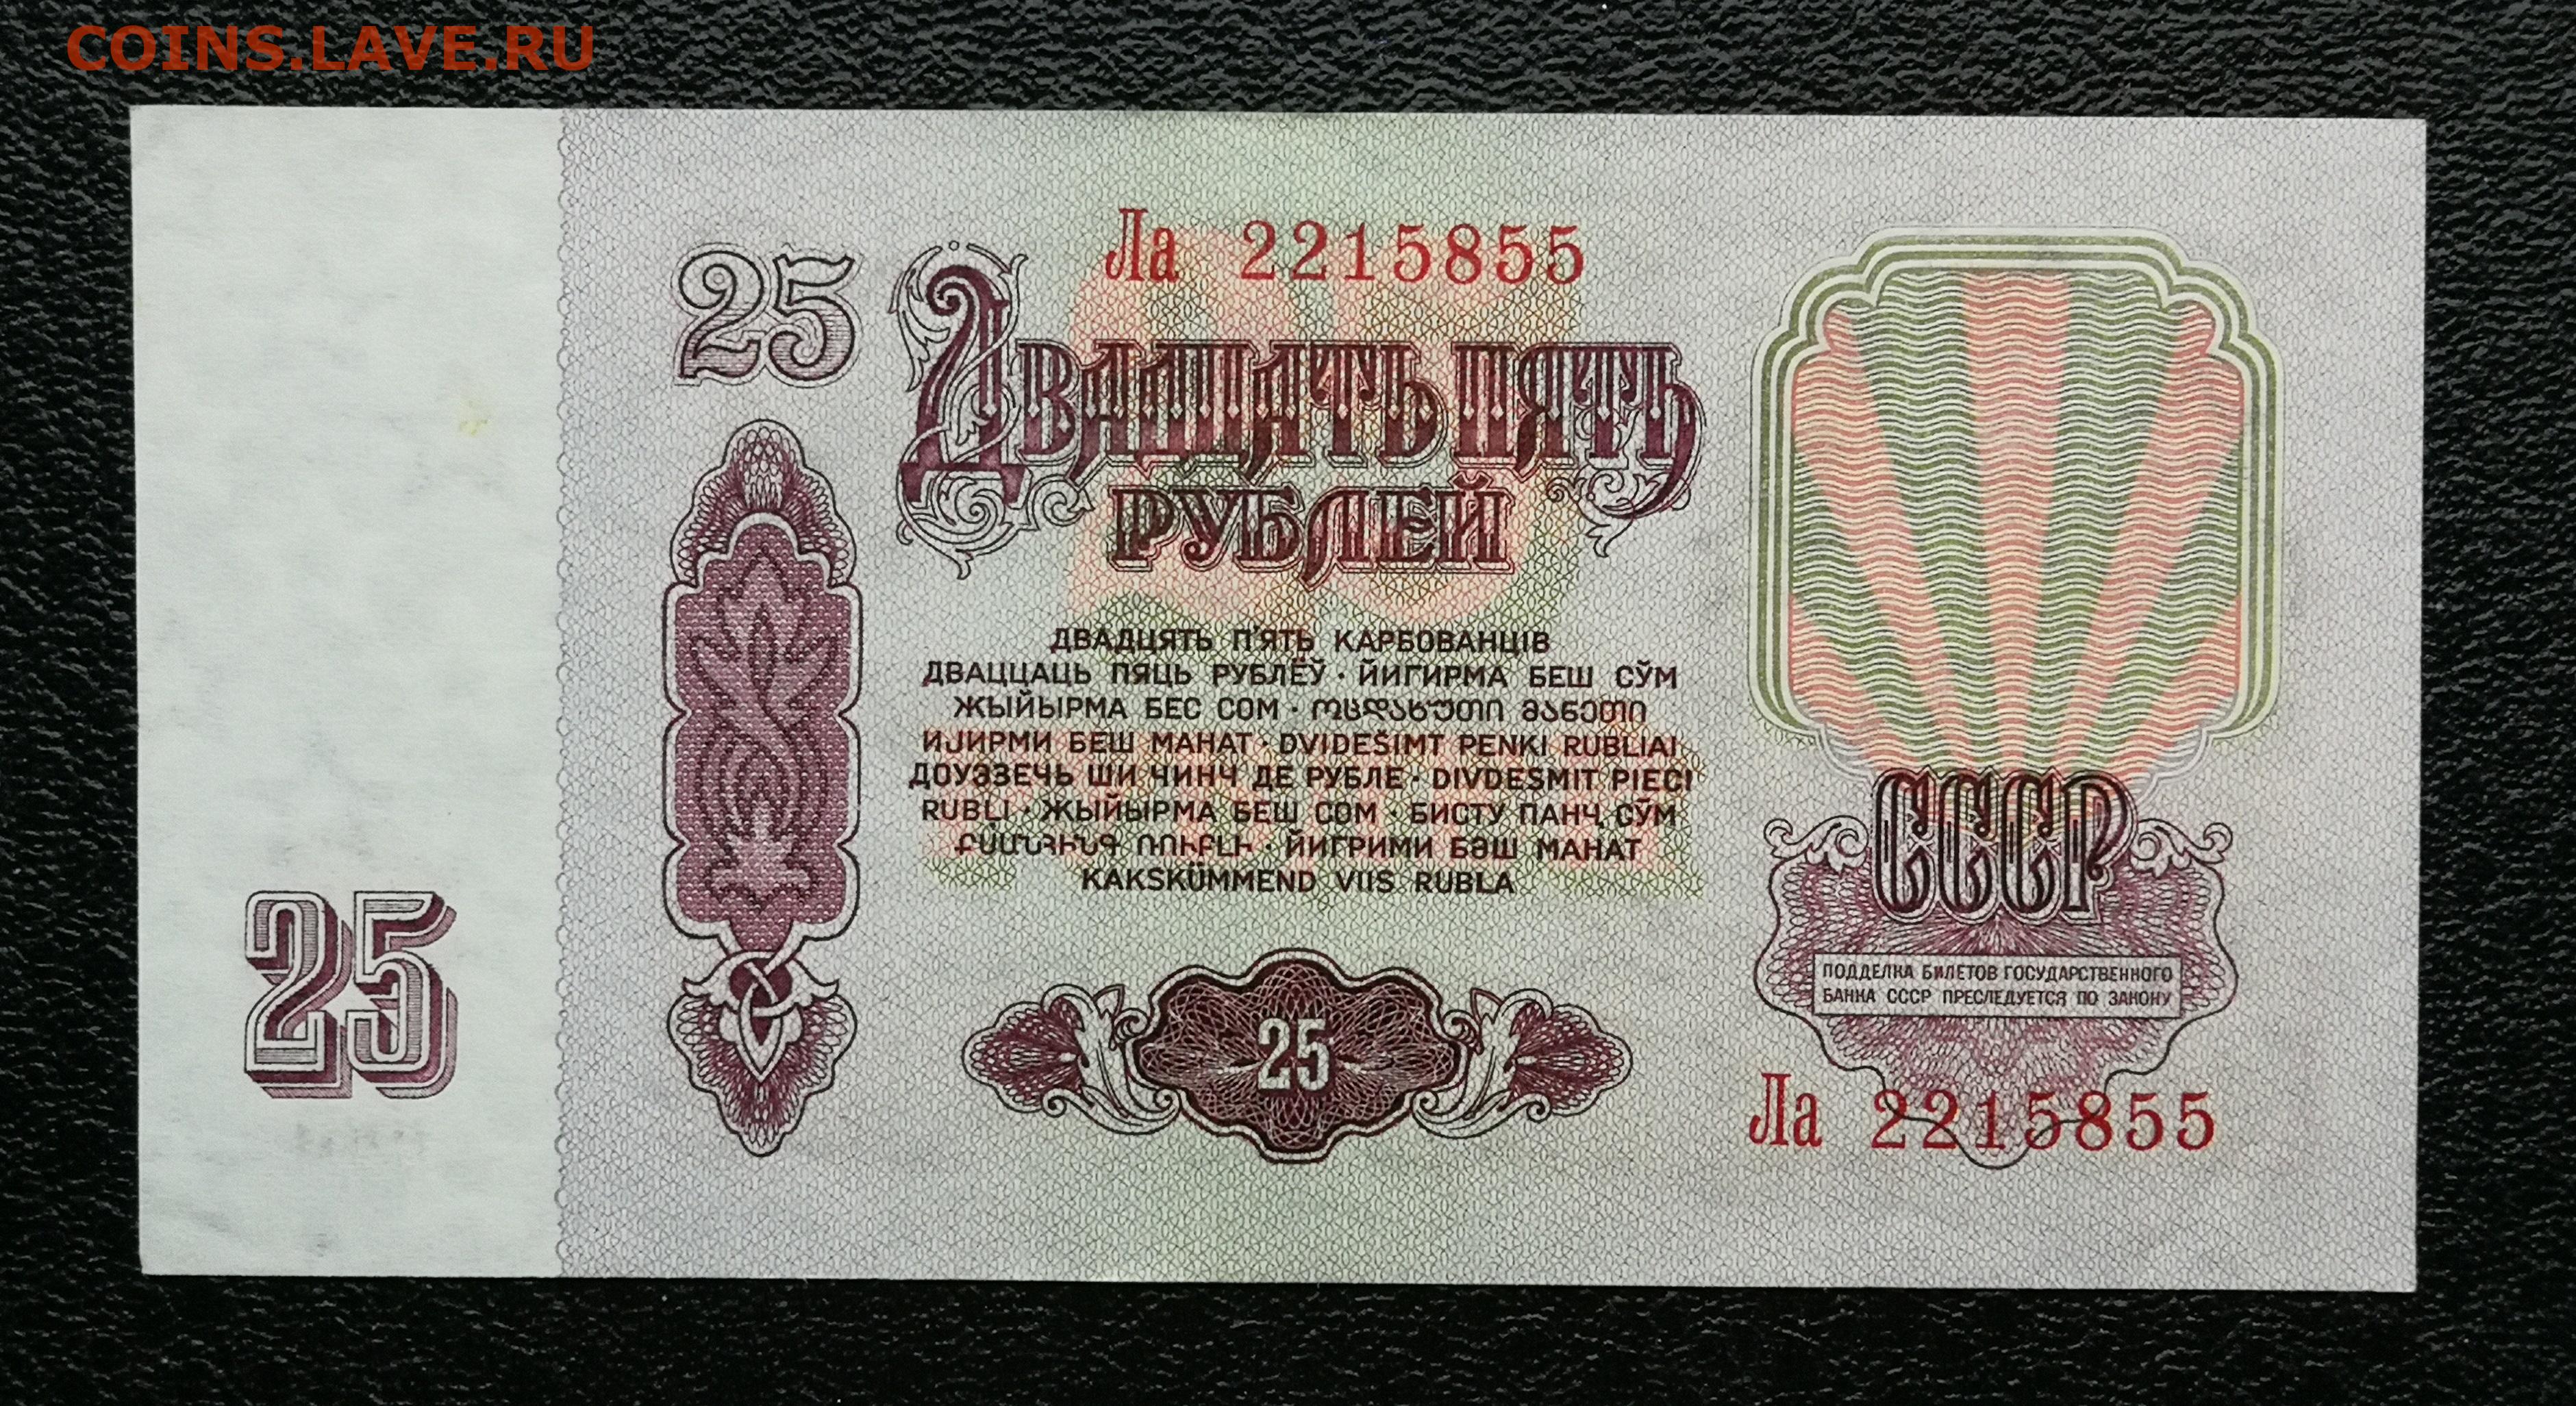 COINS.LAVE.RU
Ла 2215855
25
Двадцать пять
рублей
ДВАДЦЯТЬ П'ЯТЬ КАРБОВАНЦІВ
ДВАЦЦАЦЬ ПЯЦЬ РУБЛЁЎ · ЙИГИРМА БЕШ СЎМ
ЖЫЙЫРМА БЕС СОМ · ოცდახუთი მანეთი
ИЈИРМИ БЕШ МАНАТ · DVIDEŠIMT PENKI RUBLIAI
ДОУЭЗЕЧЬ ШИ ЧИНЧ ДЕ РУБЛЕ · DIVDESMIT PIECI
RUBĻI · ЖЫЙЫРМА БЕШ СОМ · БИСТУ ПАНҶ СЎМ
ՔՍԱՆՀԻՆԳ ՌՈՒԲԼԻ · ЙИГРИМИ БӘШ МАНАТ
KAKSKÜMMEND VIIS RUBLA
25
25
СССР
ПОДДЕЛКА БИЛЕТОВ ГОСУДАРСТВЕННОГО
БАНКА СССР ПРЕСЛЕДУЕТСЯ ПО ЗАКОНУ
Ла 2215855